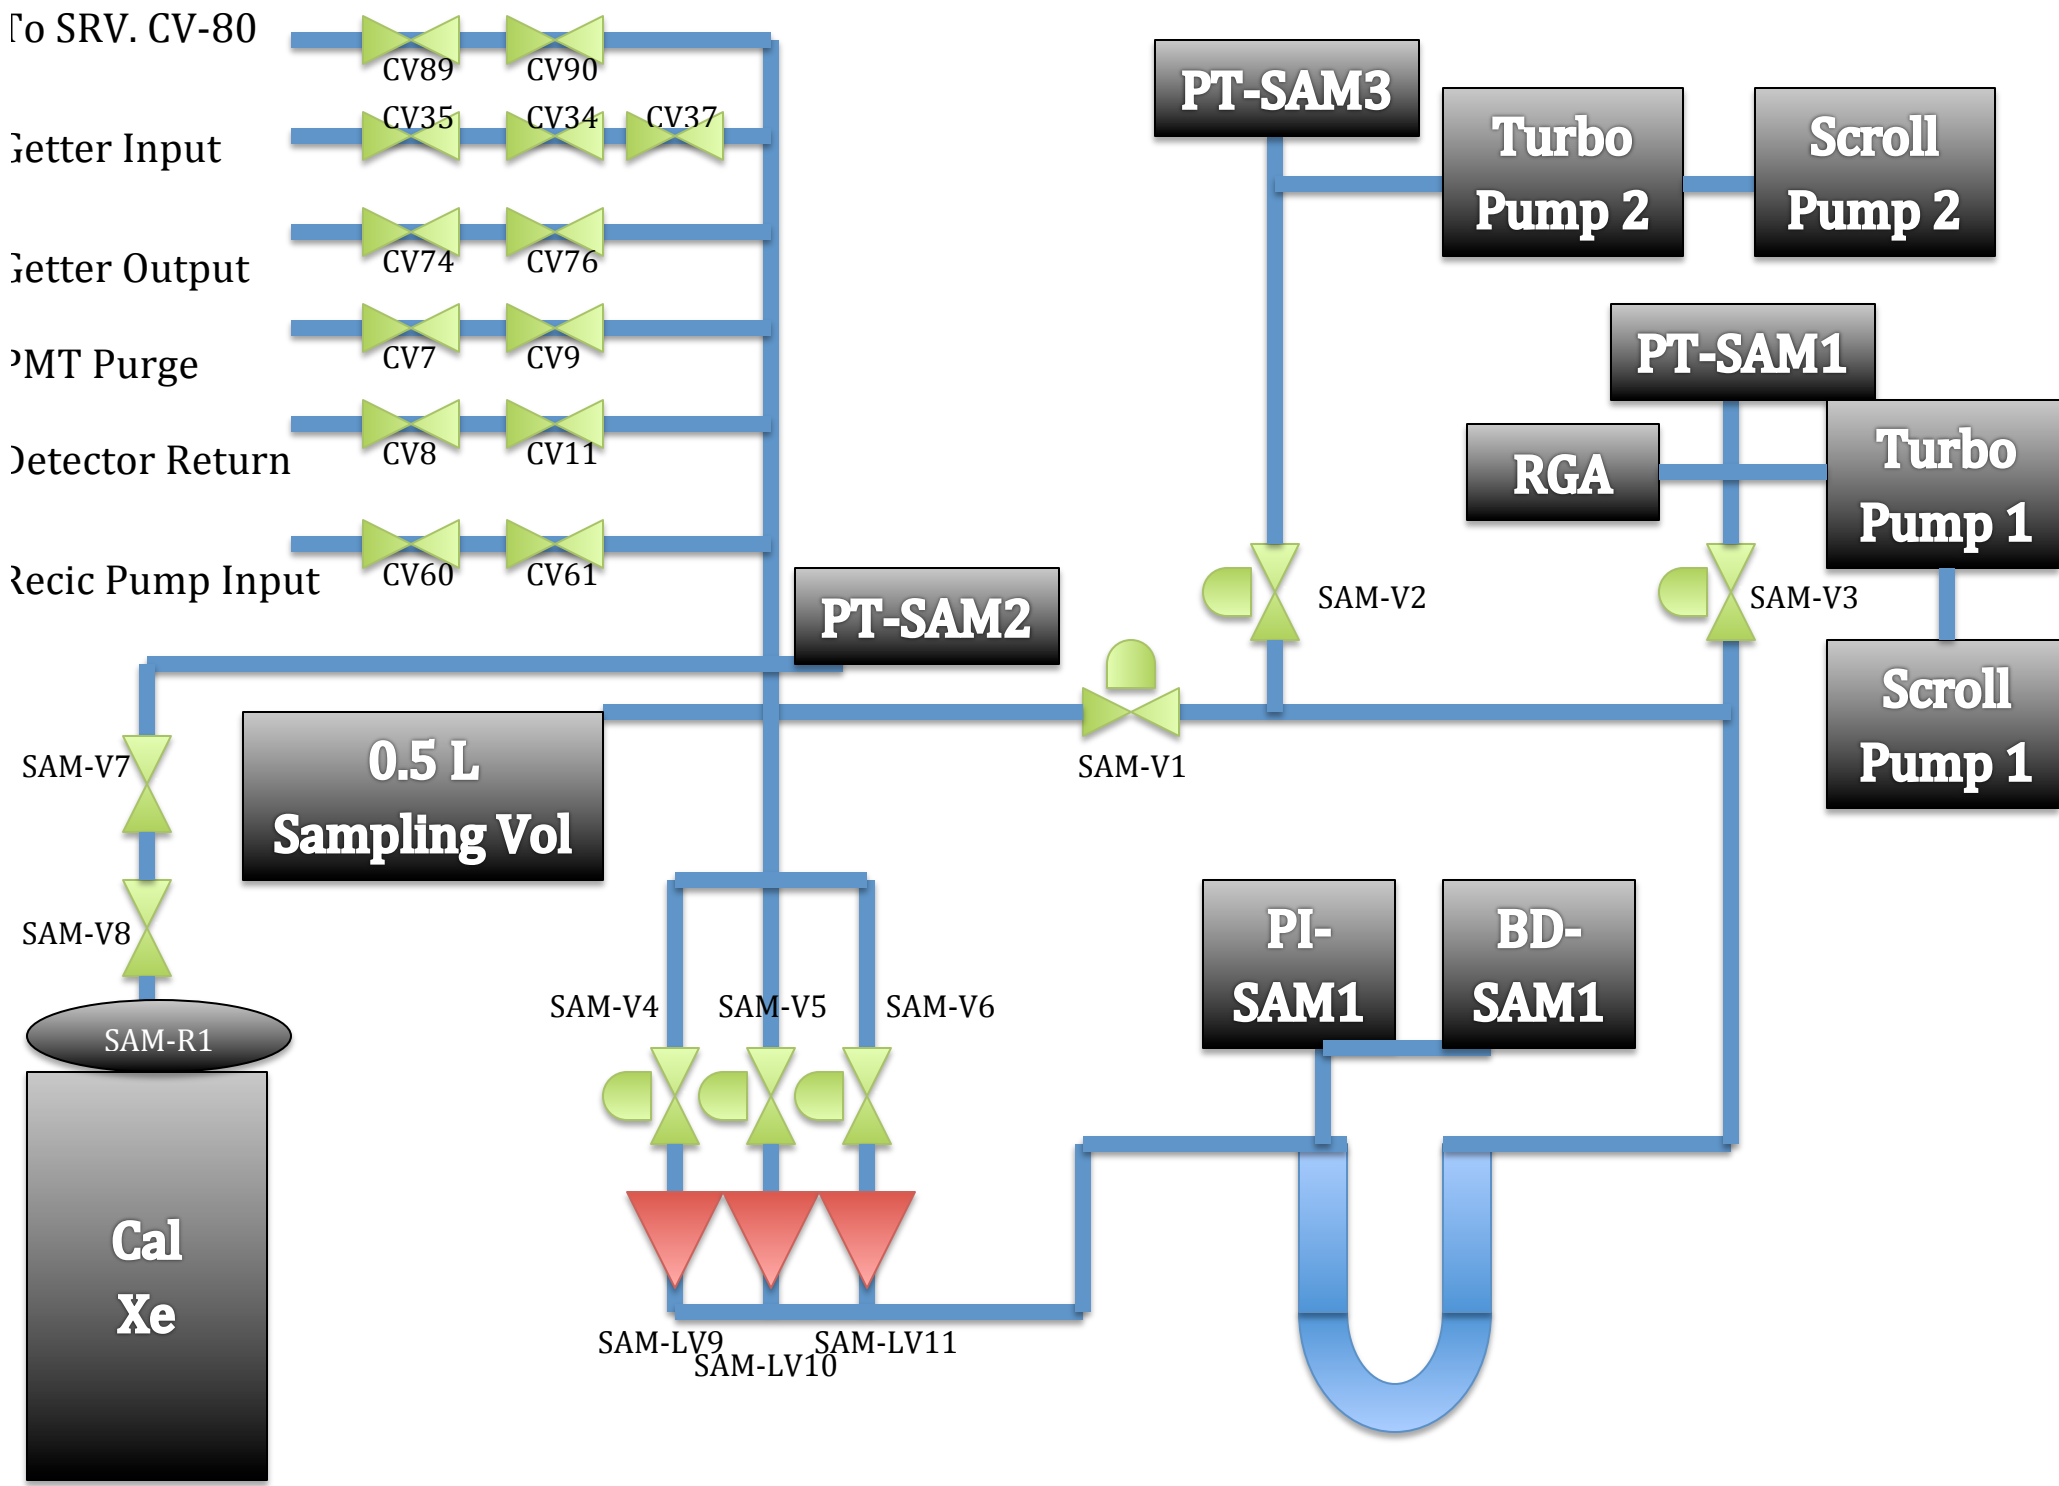 To SRV. CV-80
CV89
CV90
Getter Input
CV35
CV34
CV37
Getter Output
CV74
CV76
PMT Purge
CV7
CV9
Detector Return
CV8
CV11
Recic Pump Input
CV60
CV61
PT-SAM3
Turbo
Pump 2
Scroll
Pump 2
PT-SAM1
RGA
Turbo
Pump 1
SAM-V2
SAM-V3
PT-SAM2
Scroll
Pump 1
SAM-V1
SAM-V7
0.5 L
Sampling Vol
SAM-V8
SAM-V4
SAM-V5
SAM-V6
PI-
SAM1
BD-
SAM1
SAM-R1
Cal
Xe
SAM-LV9
SAM-LV10
SAM-LV11